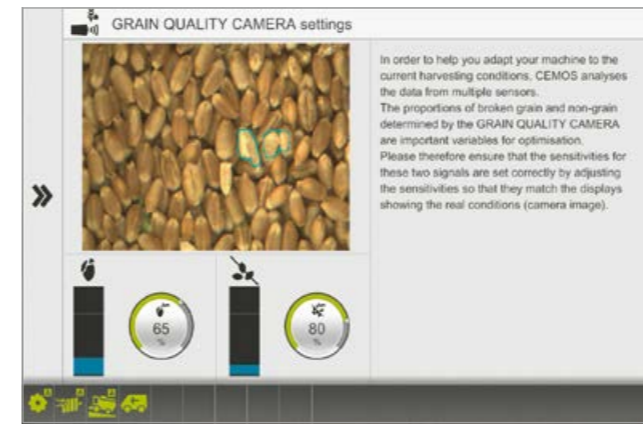 GRAIN QUALITY CAMERA settings
In order to help you adapt your machine to the
current harvesting conditions, CEMOS analyses
the data from multiple sensors.
The proportions of broken grain and non-grain
determined by the GRAIN QUALITY CAMERA
are important variables for optimisation.
Please therefore ensure that the sensitivities for
these two signals are set correctly by adjusting
the sensitivities so that they match the displays
showing the real conditions (camera image).
65
%
80
%